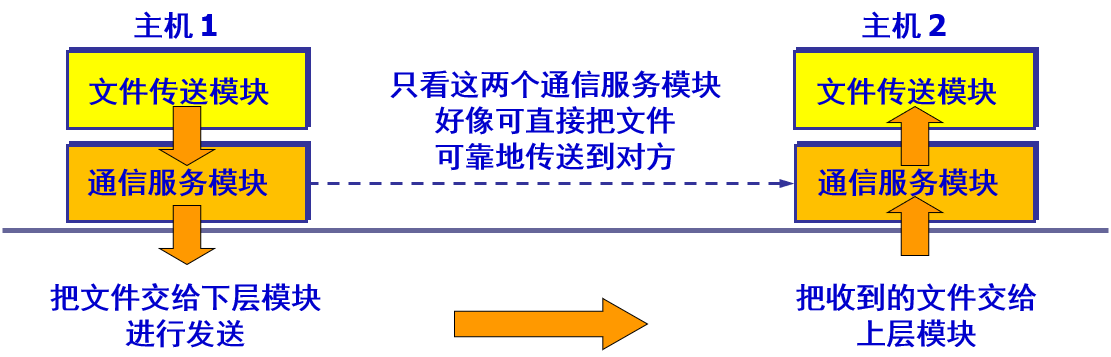 主机 1
主机 2
文件传送模块
只看这两个通信服务模块
好像可直接把文件
可靠地传送到对方
文件传送模块
通信服务模块
通信服务模块
把文件交给下层模块
进行发送
把收到的文件交给
上层模块